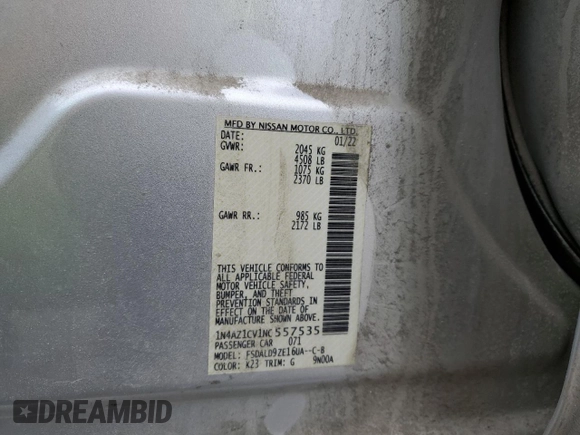 MFD BY NISSAN MOTOR CO., LTD.
DATE: 01/22
GVWR: 2045 KG
4508 LB
GAWR FR.: 1075 KG
2370 LB
GAWR RR.: 985 KG
2172 LB
THIS VEHICLE CONFORMS TO
ALL APPLICABLE FEDERAL
MOTOR VEHICLE SAFETY,
BUMPER, AND THEFT
PREVENTION STANDARDS IN
EFFECT ON THE DATE OF
MANUFACTURE SHOWN ABOVE.
1N4AZ1CV1NC557535
PASSENGER CAR 071
MODEL: FSDALD9ZE16UA--C-B
COLOR: K23 TRIM: G 9N00A
DREAMBID